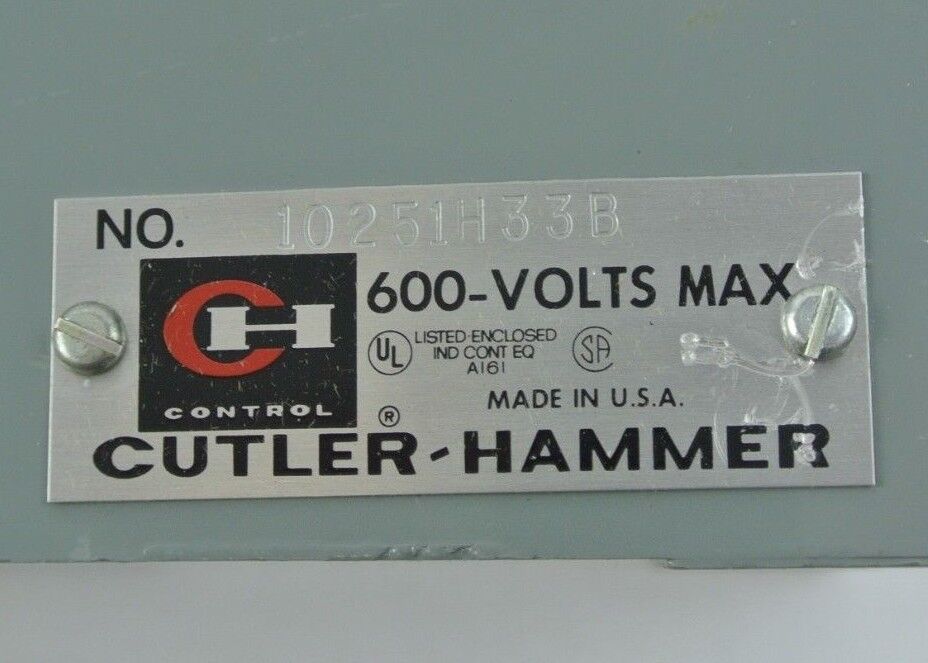 NO. 10251H33B
CH
CONTROL
600-VOLTS MAX
UL
LISTED-ENCLOSED
IND CONT EQ
A161
SA
MADE IN U.S.A.
®
CUTLER-HAMMER